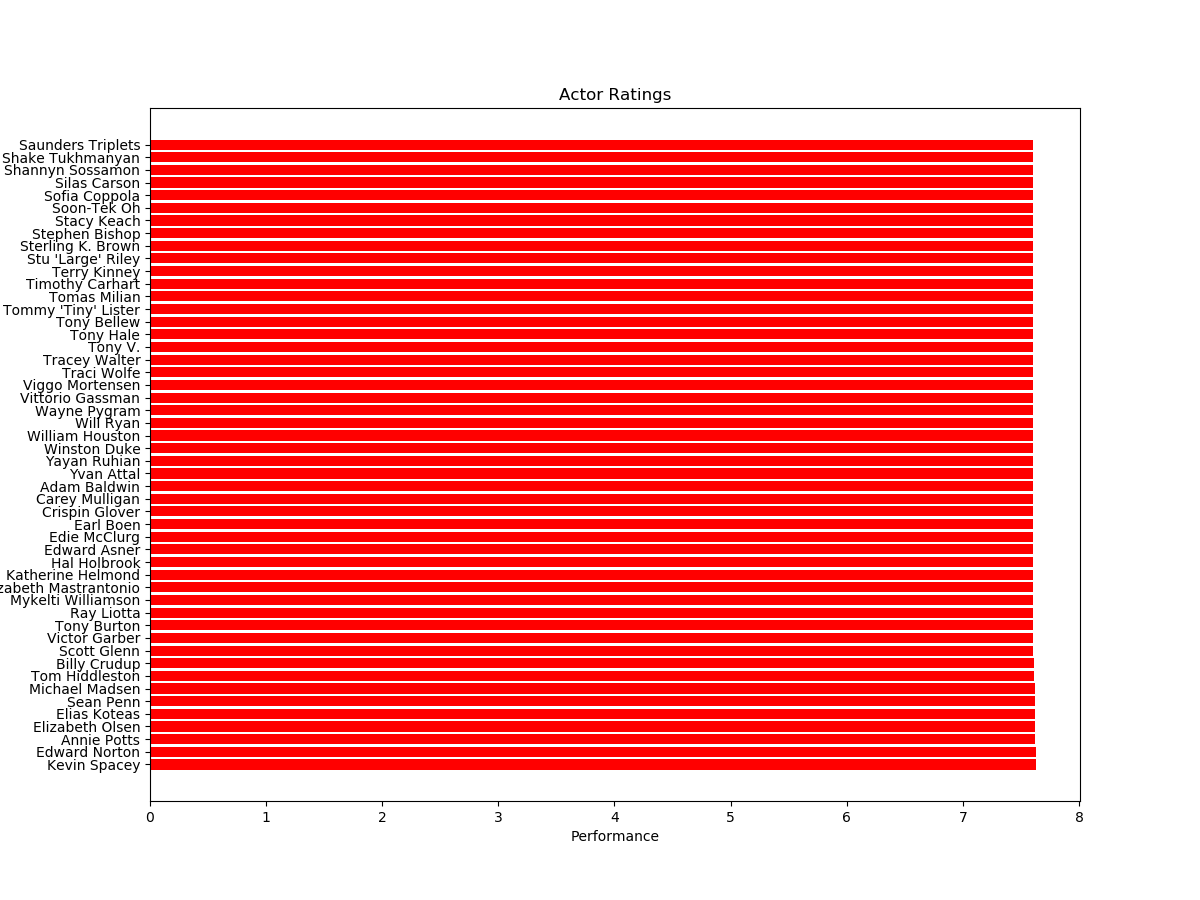 Actor Ratings
Saunders Triplets
Shake Tukhmanyan
Shannyn Sossamon
Silas Carson
Sofia Coppola
Soon-Tek Oh
Stacy Keach
Stephen Bishop
Sterling K. Brown
Stu 'Large' Riley
Terry Kinney
Timothy Carhart
Tomas Milian
Tommy 'Tiny' Lister
Tony Bellew
Tony Hale
Tony V.
Tracey Walter
Traci Wolfe
Viggo Mortensen
Vittorio Gassman
Wayne Pygram
Will Ryan
William Houston
Winston Duke
Yayan Ruhian
Yvan Attal
Adam Baldwin
Carey Mulligan
Crispin Glover
Earl Boen
Edie McClurg
Edward Asner
Hal Holbrook
Katherine Helmond
zabeth Mastrantonio
Mykelti Williamson
Ray Liotta
Tony Burton
Victor Garber
Scott Glenn
Billy Crudup
Tom Hiddleston
Michael Madsen
Sean Penn
Elias Koteas
Elizabeth Olsen
Annie Potts
Edward Norton
Kevin Spacey
0 1 2 3 4 5 6 7 8
Performance